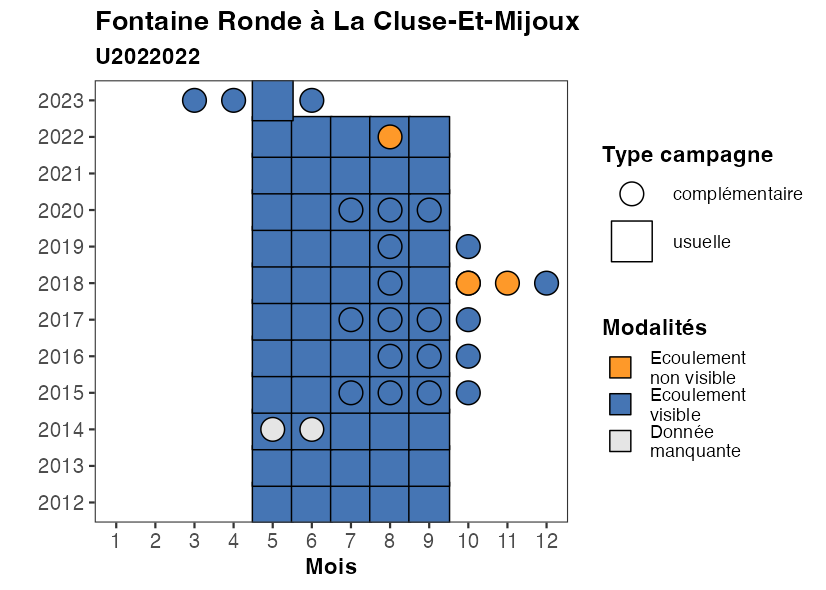 Fontaine Ronde à La Cluse-Et-Mijoux
U2022022
2023
2022
2021
2020
2019
2018
2017
2016
2015
2014
2013
2012
1 2 3 4 5 6 7 8 9 10 11 12
Mois
Type campagne
complémentaire
usuelle
Modalités
Ecoulement
non visible
Ecoulement
visible
Donnée
manquante